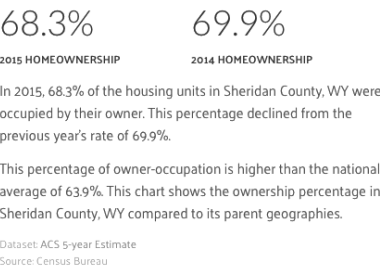 68.3% 69.9%
2015 HOMEOWNERSHIP 2014 HOMEOWNERSHIP
In 2015, 68.3% of the housing units in Sheridan County, WY were
occupied by their owner. This percentage declined from the
previous year's rate of 69.9%.
This percentage of owner-occupation is higher than the national
average of 63.9%. This chart shows the ownership percentage in
Sheridan County, WY compared to its parent geographies.
Dataset: ACS 5-year Estimate
Source: Census Bureau